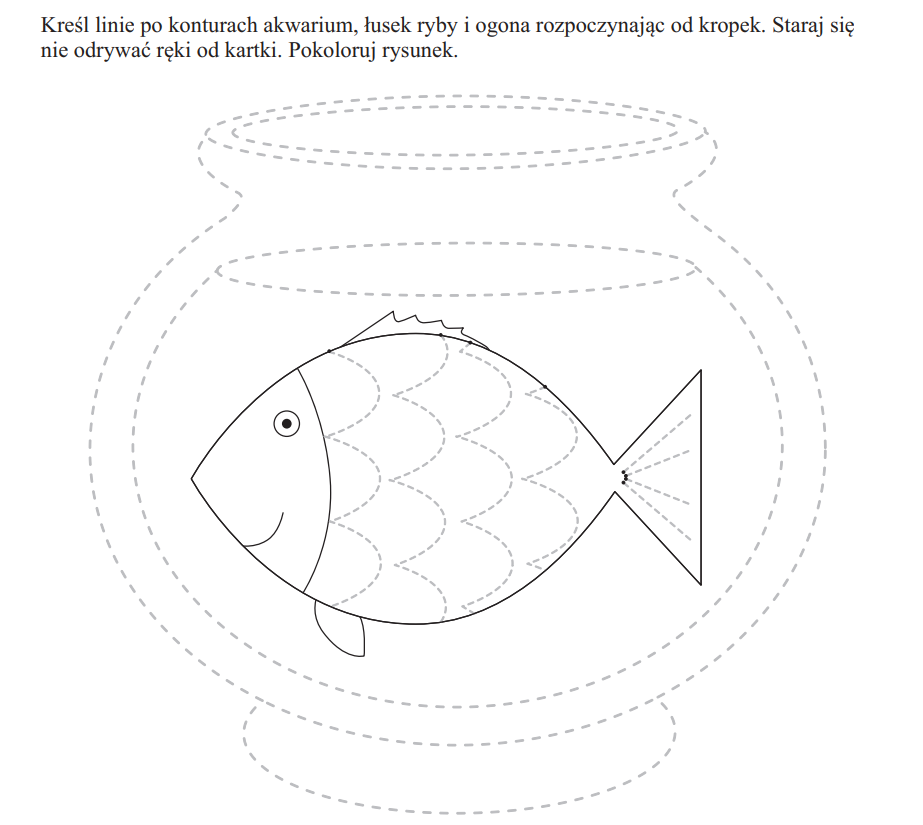 Kreśl linie po konturach akwarium, łusek ryby i ogona rozpoczynając od kropek. Staraj się
nie odrywać ręki od kartki. Pokoloruj rysunek.